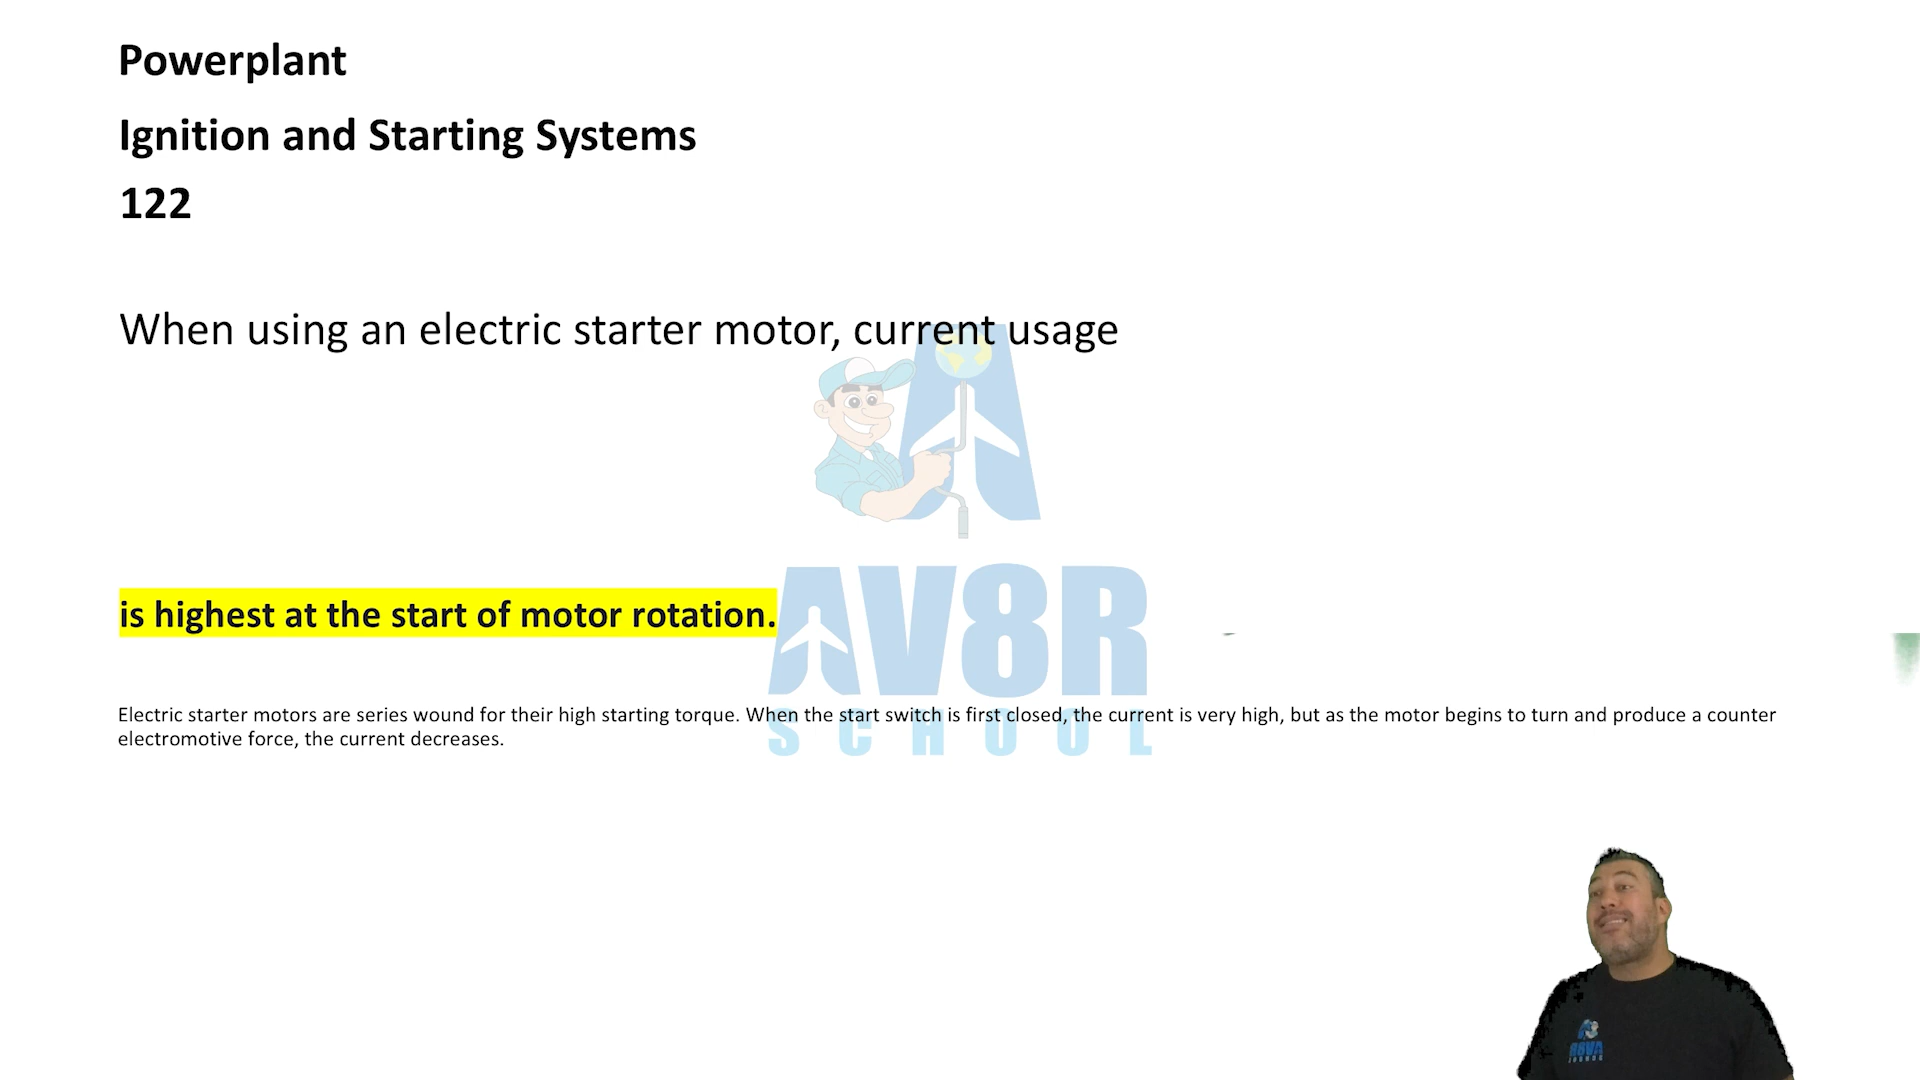 Powerplant
Ignition and Starting Systems
122
When using an electric starter motor, current usage
is highest at the start of motor rotation.
AV8R
Electric starter motors are series wound for their high starting torque. When the start switch is first closed, the current is very high, but as the motor begins to turn and produce a counter
electromotive force, the current decreases.
SCHOOL